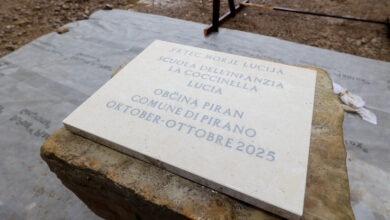 VRTEC MORJE LUCIJA
SCUOLA DELL'INFANZIA
LA COCCINELLA
LUCIA
OBČINA PIRAN
COMUNE DI PIRANO
OKTOBER-OTTOBRE 2025